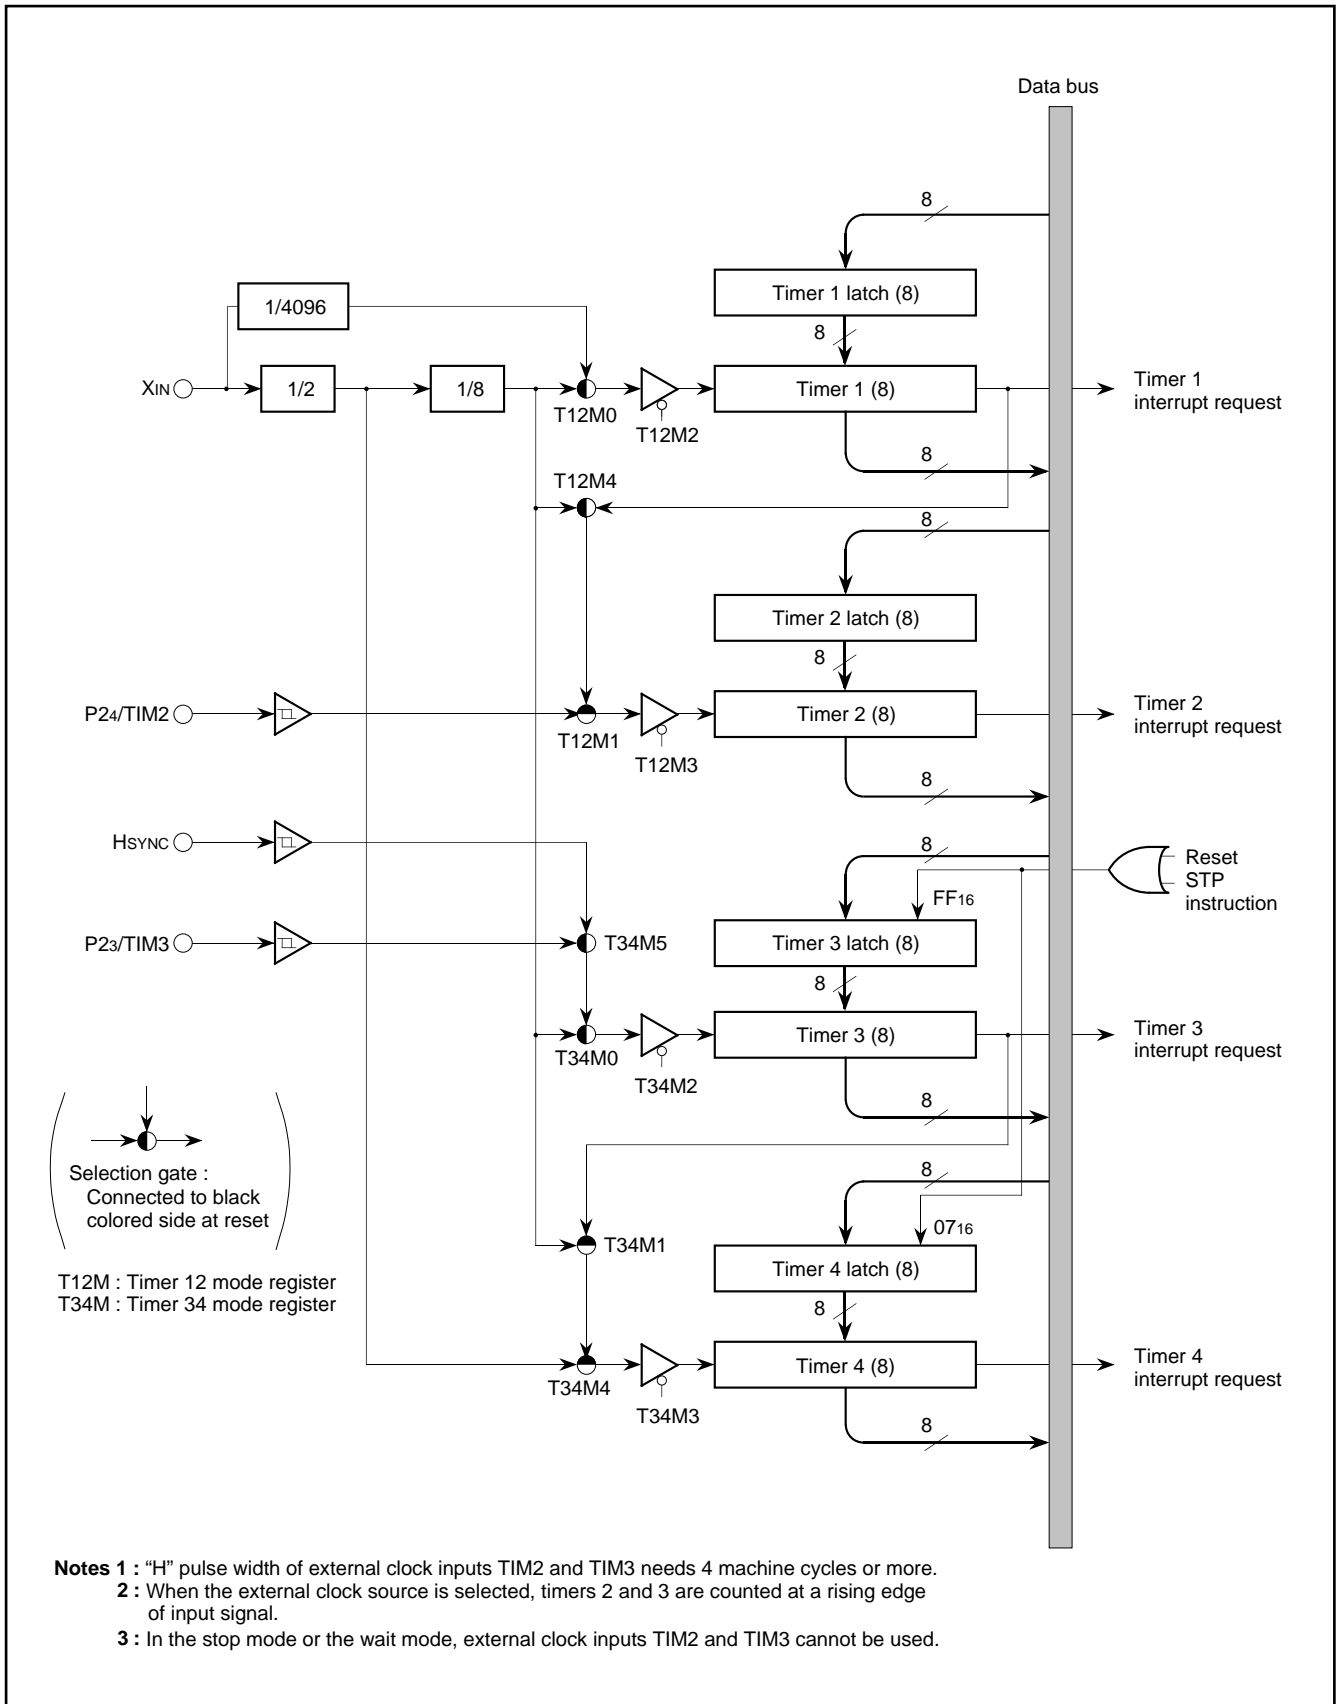 Data bus
8
Timer 1 latch (8)
1/4096
8
XIN
1/2
1/8
T12M0
T12M2
Timer 1 (8)
Timer 1
interrupt request
8
T12M4
8
Timer 2 latch (8)
8
P24/TIM2
T12M1
T12M3
Timer 2 (8)
Timer 2
interrupt request
8
HSYNC
8
Reset
STP
instruction
FF16
P23/TIM3
T34M5
Timer 3 latch (8)
8
T34M0
T34M2
Timer 3 (8)
Timer 3
interrupt request
8
Selection gate :
Connected to black
colored side at reset
8
0716
T34M1
Timer 4 latch (8)
T12M : Timer 12 mode register
T34M : Timer 34 mode register
8
T34M4
T34M3
Timer 4 (8)
Timer 4
interrupt request
8
Notes 1 : “H” pulse width of external clock inputs TIM2 and TIM3 needs 4 machine cycles or more.
2 : When the external clock source is selected, timers 2 and 3 are counted at a rising edge
of input signal.
3 : In the stop mode or the wait mode, external clock inputs TIM2 and TIM3 cannot be used.